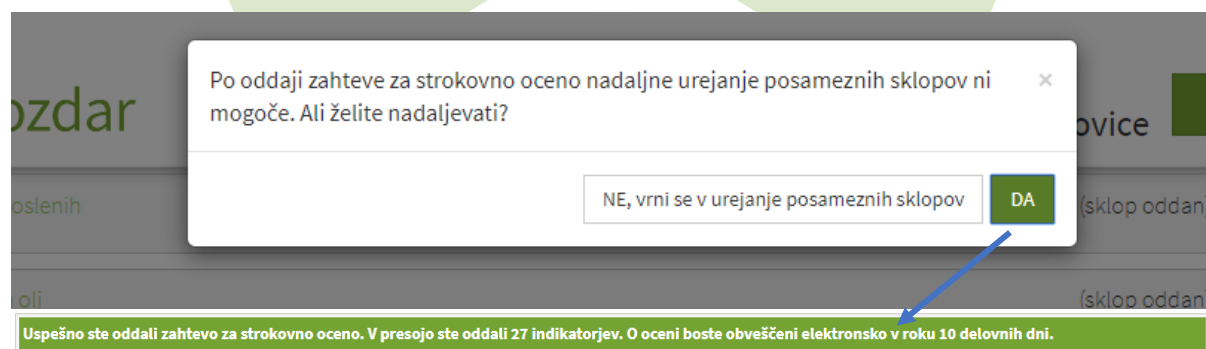 Po oddaji zahteve za strokovno oceno nadaljne urejanje posameznih sklopov ni
×
mogoče. Ali želite nadaljevati?
ozdar
ovice
NE, vrni se v urejanje posameznih sklopov
DA
oslenih
(sklop oddan)
oli
(sklop oddan)
Uspešno ste oddali zahtevo za strokovno oceno. V presojo ste oddali 27 indikatorjev. O oceni boste obveščeni elektronsko v roku 10 delovnih dni.